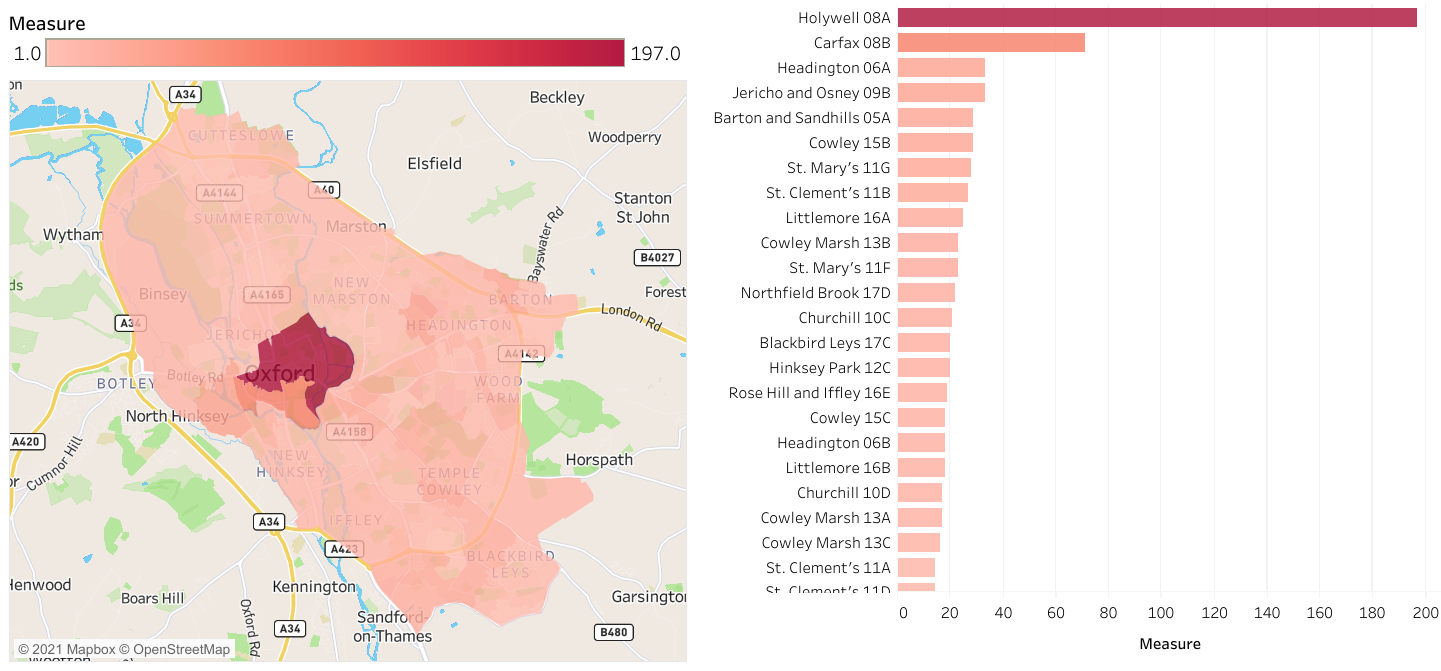 Measure
1.0
197.0
on
A34
Beckley
CUTTESLOWE
Woodperry
Elsfield
A4144
A40
Stanton
St John
SUMMERTOWN
Marston
Bayswater Rd
Wytham
B4027
ds
Binsey
A4165
NEW
MARSTON
BARTON
Forest
London Rd
A34
JERICHO
HEADINGTON
A4142
Oxford
BOTLEY
Botley Rd
WOOD
FARM
North Hinksey
A4158
A420
Cumnor Hill
Horspath
NEW
HINKSEY
TEMPLE
COWLEY
or
A34
IFFLEY
A423
BLACKBIRD
LEYS
Henwood
Boars Hill
Kennington
Garsington
Oxford Rd
Sandford-
on-Thames
A34
B480
© 2021 Mapbox © OpenStreetMap
Holywell 08A
Carfax 08B
Headington 06A
Jericho and Osney 09B
Barton and Sandhills 05A
Cowley 15B
St. Mary's 11G
St. Clement's 11B
Littlemore 16A
Cowley Marsh 13B
St. Mary's 11F
Northfield Brook 17D
Churchill 10C
Blackbird Leys 17C
Hinksey Park 12C
Rose Hill and Iffley 16E
Cowley 15C
Headington 06B
Littlemore 16B
Churchill 10D
Cowley Marsh 13A
Cowley Marsh 13C
St. Clement's 11A
St. Clement's 11D
0 20 40 60 80 100 120 140 160 180 200
Measure